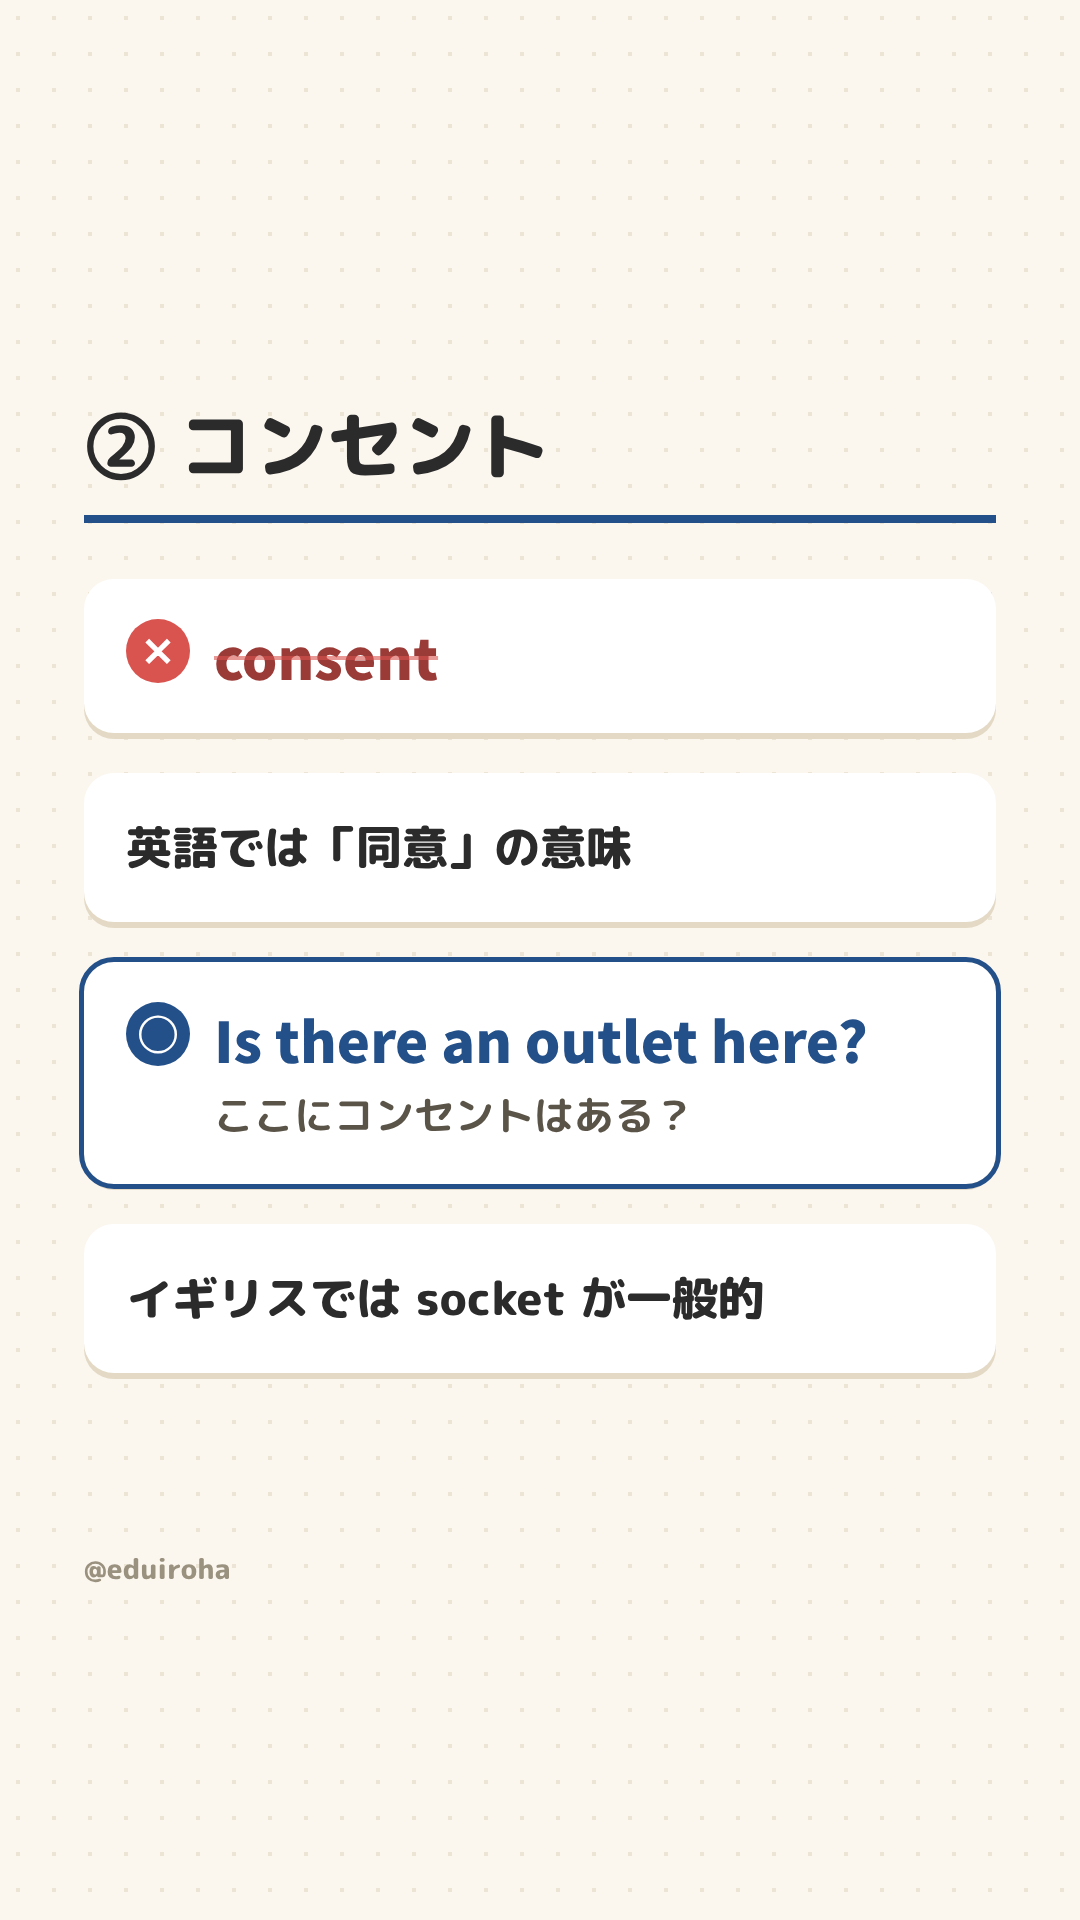 ② コンセント
✕ consent
英語では「同意」の意味
○ Is there an outlet here?
ここにコンセントはある？
イギリスでは socket が一般的
@eduiroha